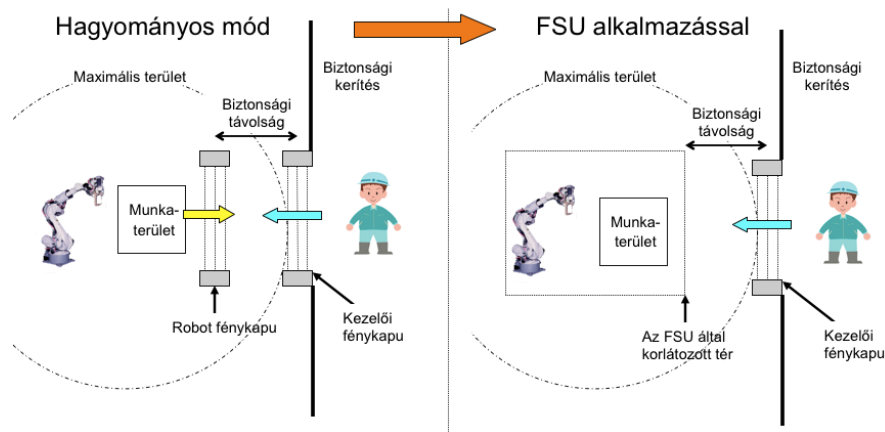 Hagyományos mód
Maximális terület
Biztonsági
kerítés
Biztonsági
távolság
Munka-
terület
Robot fénykapu
Kezelői
fénykapu
FSU alkalmazással
Maximális terület
Biztonsági
kerítés
Biztonsági
távolság
Munka-
terület
Az FSU által
korlátozott tér
Kezelői
fénykapu